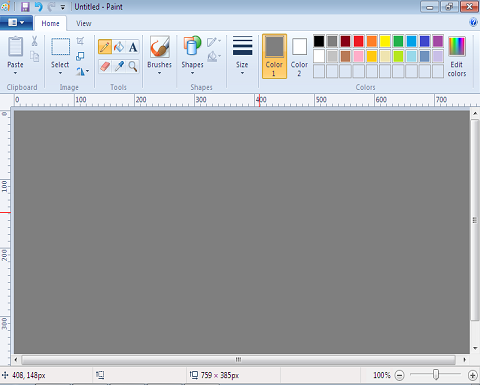 Untitled - Paint
Home View
Paste
Select
A
Brushes
Shapes
Size
Color 1
Color 2
Edit colors
Clipboard Image Tools Shapes Colors
0 100 200 300 400 500 600 700
0
100
200
300
408, 148px 759 × 385px 100%